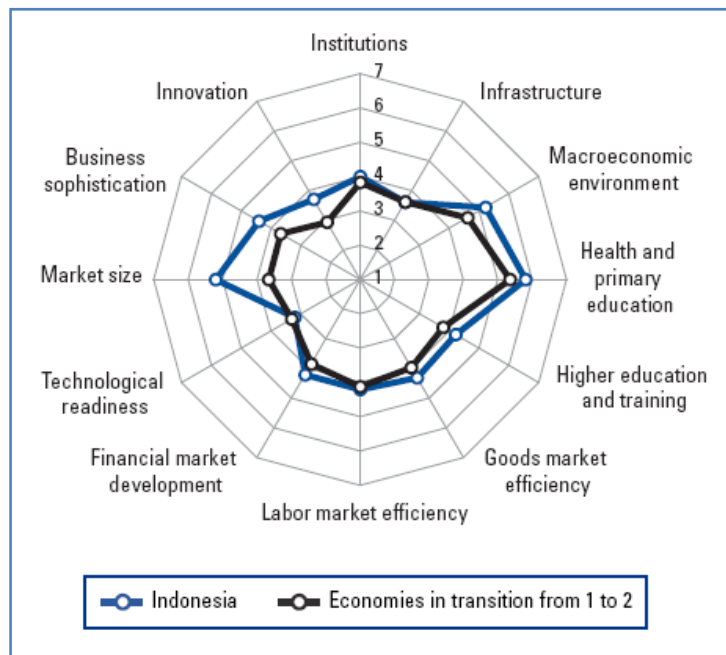 Institutions
Infrastructure
Macroeconomic
environment
Health and
primary
education
Higher education
and training
Goods market
efficiency
Labor market efficiency
Financial market
development
Technological
readiness
Market size
Business
sophistication
Innovation
7
6
5
4
3
2
1
Indonesia
Economies in transition from 1 to 2